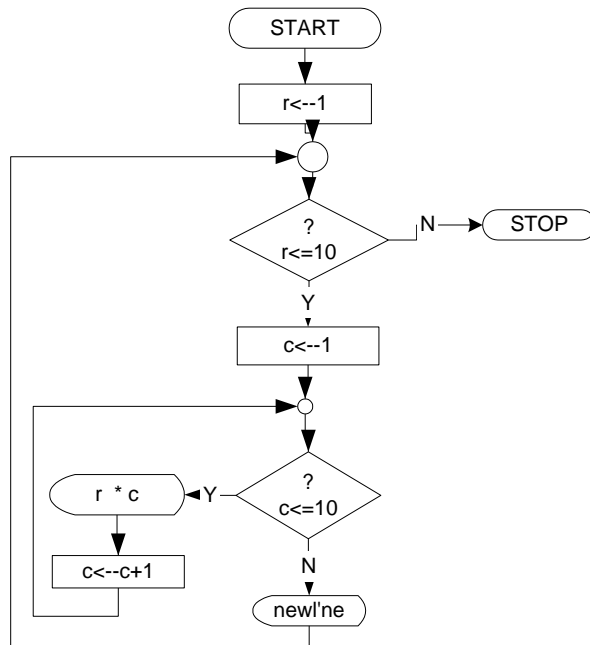 START
r<--1
?
r<=10
N
STOP
Y
c<--1
?
c<=10
Y
r * c
c<--c+1
N
newl'ne